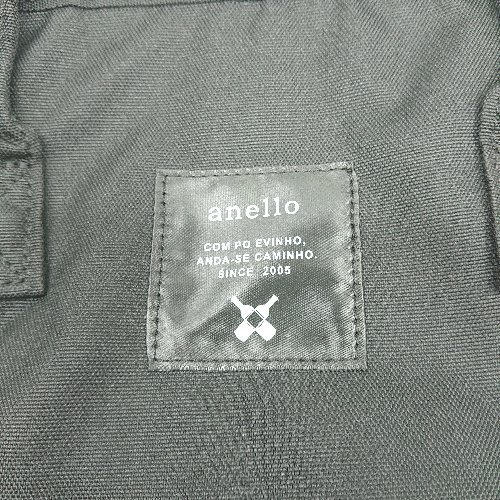 anello
COM PO EVINHO,
ANDA-SE CAMINHO.
SINCE 2005